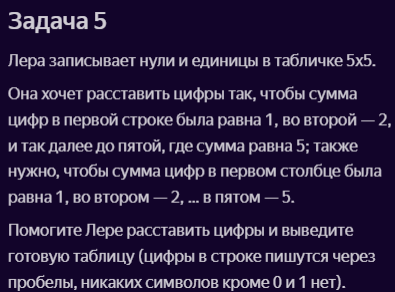 Задача 5
Лера записывает нули и единицы в табличке 5х5.
Она хочет расставить цифры так, чтобы сумма
цифр в первой строке была равна 1, во второй — 2,
и так далее до пятой, где сумма равна 5; также
нужно, чтобы сумма цифр в первом столбце была
равна 1, во втором — 2, ... в пятом — 5.
Помогите Лере расставить цифры и выведите
готовую таблицу (цифры в строке пишутся через
пробелы, никаких символов кроме 0 и 1 нет).